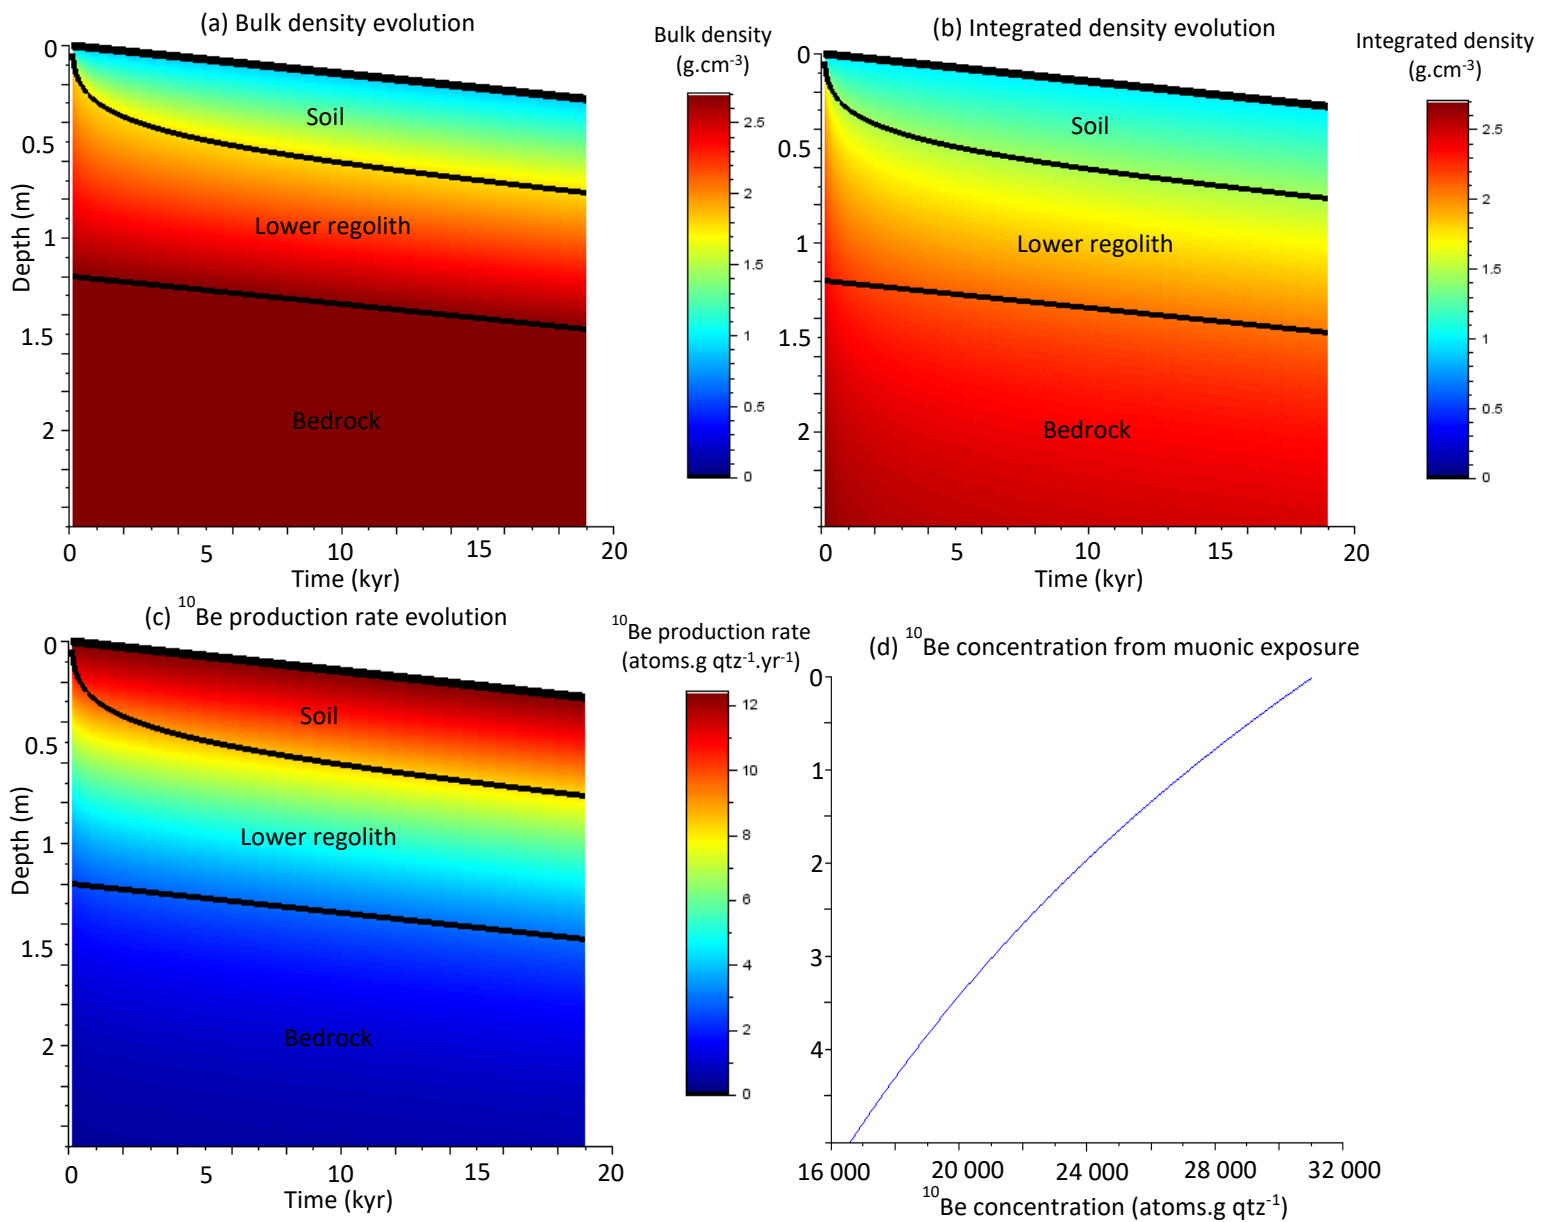 (a) Bulk density evolution
Bulk density
(g.cm-3)
0
0.5
1
1.5
2
Depth (m)
Soil
Lower regolith
Bedrock
2.5
2
1.5
1
0.5
0
0 5 10 15 20
Time (kyr)
(b) Integrated density evolution
Integrated density
(g.cm-3)
0
0.5
1
1.5
2
Soil
Lower regolith
Bedrock
2.5
2
1.5
1
0.5
0
0 5 10 15 20
Time (kyr)
(c) 10Be production rate evolution
10Be production rate
(atoms.g qtz-1.yr-1)
0
0.5
1
1.5
2
Depth (m)
Soil
Lower regolith
Bedrock
12
10
8
6
4
2
0
0 5 10 15 20
Time (kyr)
(d) 10Be concentration from muonic exposure
0
1
2
3
4
16 000 20 000 24 000 28 000 32 000
10Be concentration (atoms.g qtz-1)